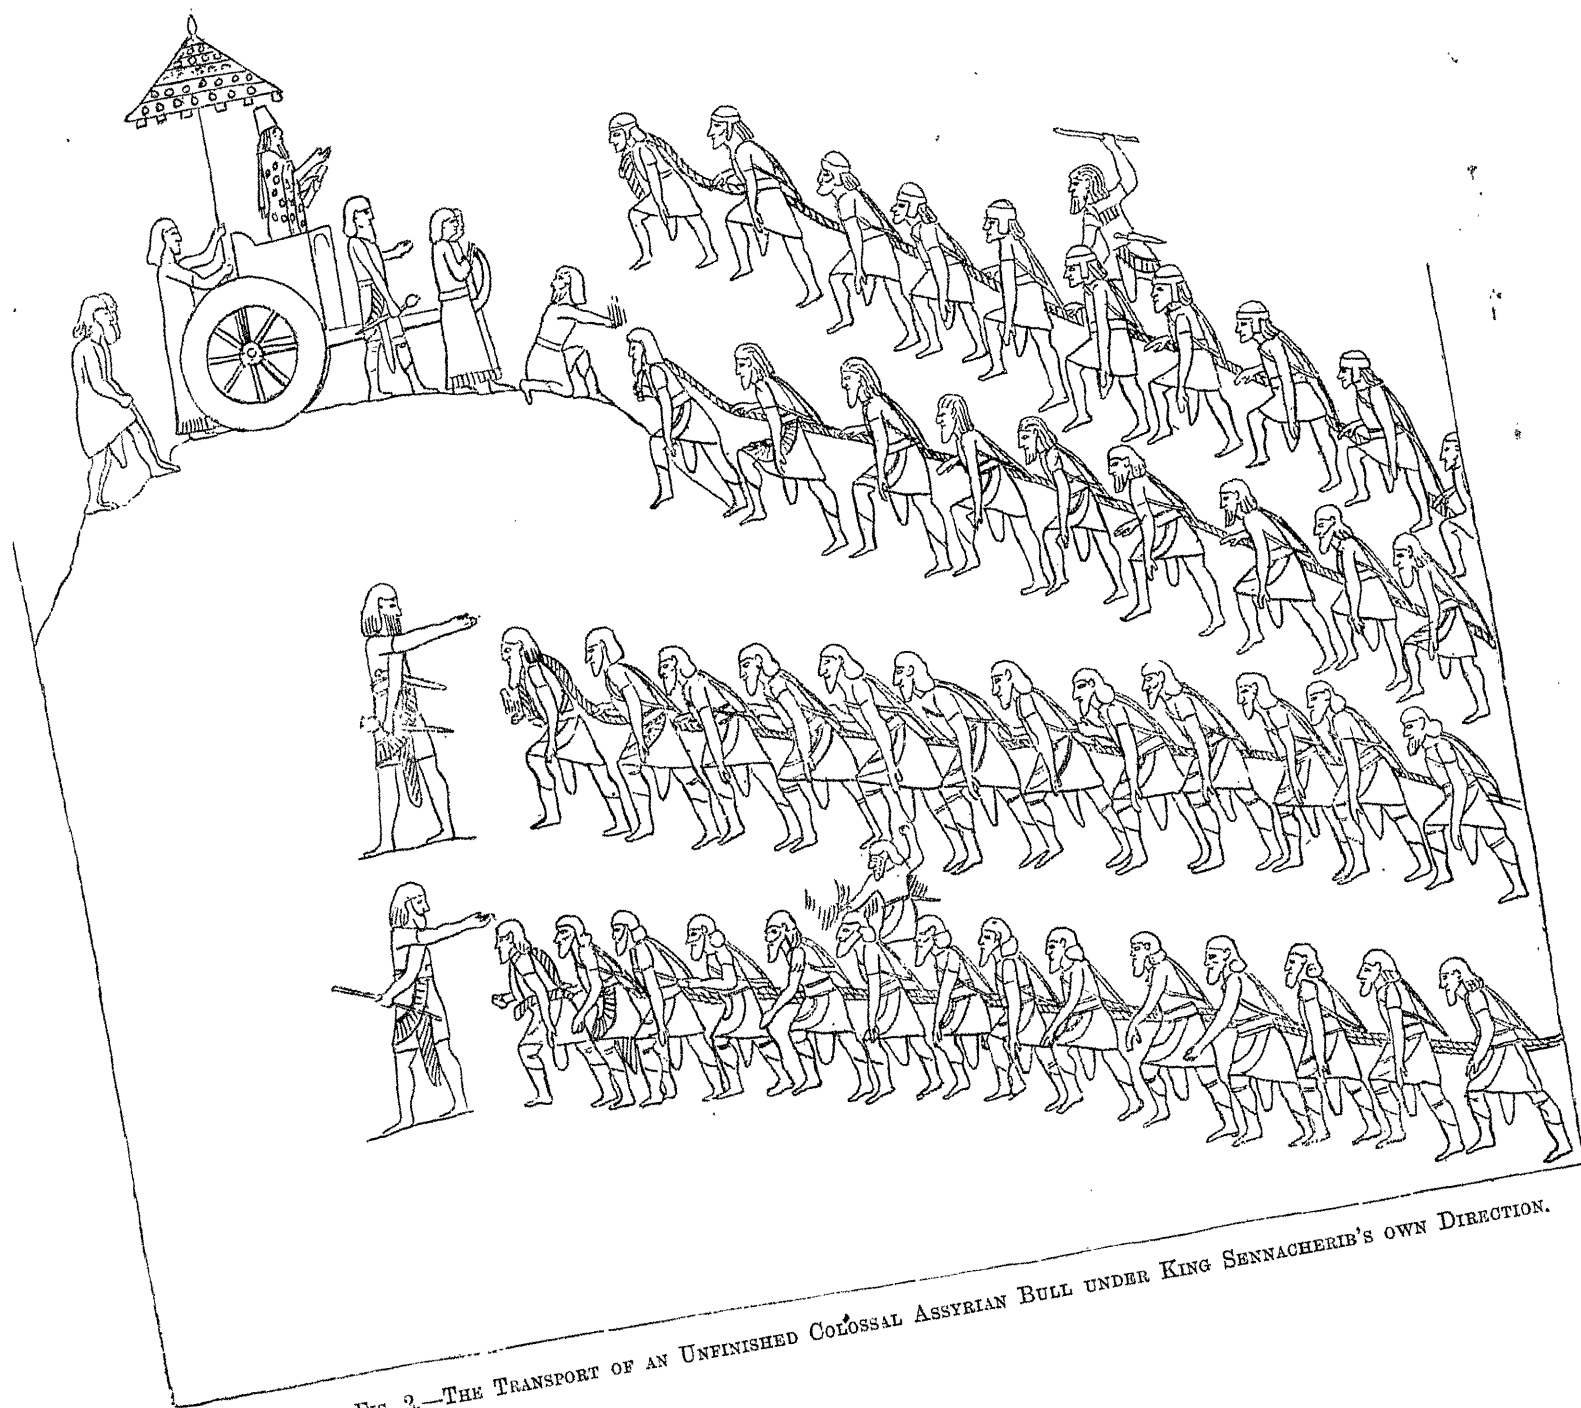 Fig. 2.—The Transport of an Unfinished Colossal Assyrian Bull under King Sennacherib's own Direction.